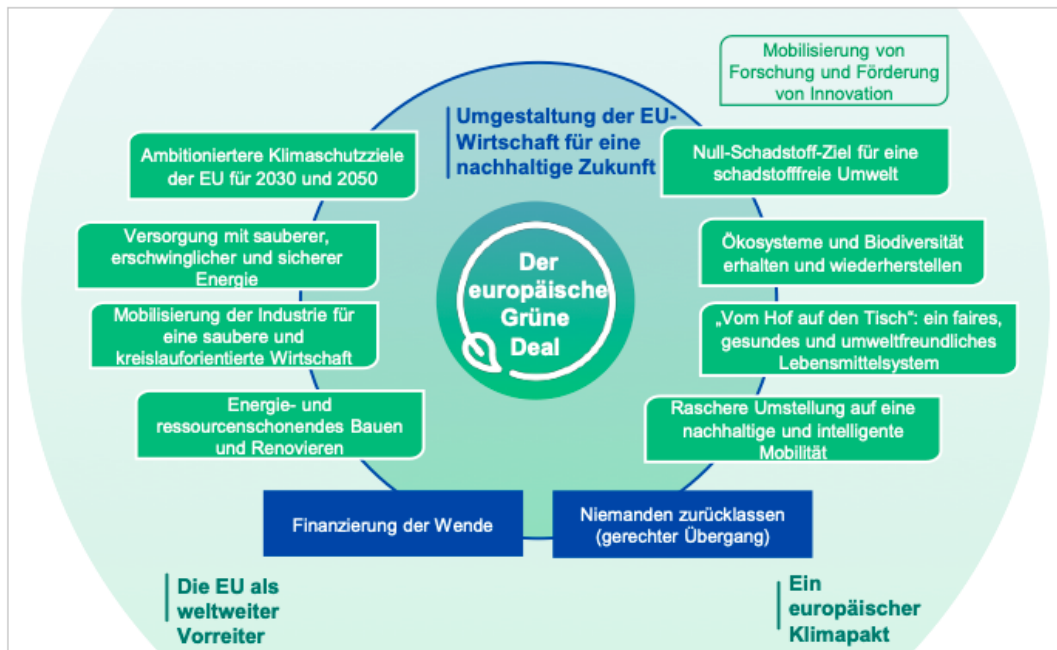 Mobilisierung von
Forschung und Förderung
von Innovation
Umgestaltung der EU-
Wirtschaft für eine
nachhaltige Zukunft
Ambitioniertere Klimaschutzziele
der EU für 2030 und 2050
Null-Schadstoff-Ziel für eine
schadstofffreie Umwelt
Versorgung mit sauberer,
erschwinglicher und sicherer
Energie
Ökosysteme und Biodiversität
erhalten und wiederherstellen
Der
europäische
Grüne
Deal
Mobilisierung der Industrie für
eine saubere und
kreislauforientierte Wirtschaft
„Vom Hof auf den Tisch“: ein faires,
gesundes und umweltfreundliches
Lebensmittelsystem
Energie- und
ressourcenschonendes Bauen
und Renovieren
Raschere Umstellung auf eine
nachhaltige und intelligente
Mobilität
Finanzierung der Wende
Niemanden zurücklassen
(gerechter Übergang)
Die EU als
weltweiter
Vorreiter
Ein
europäischer
Klimapakt